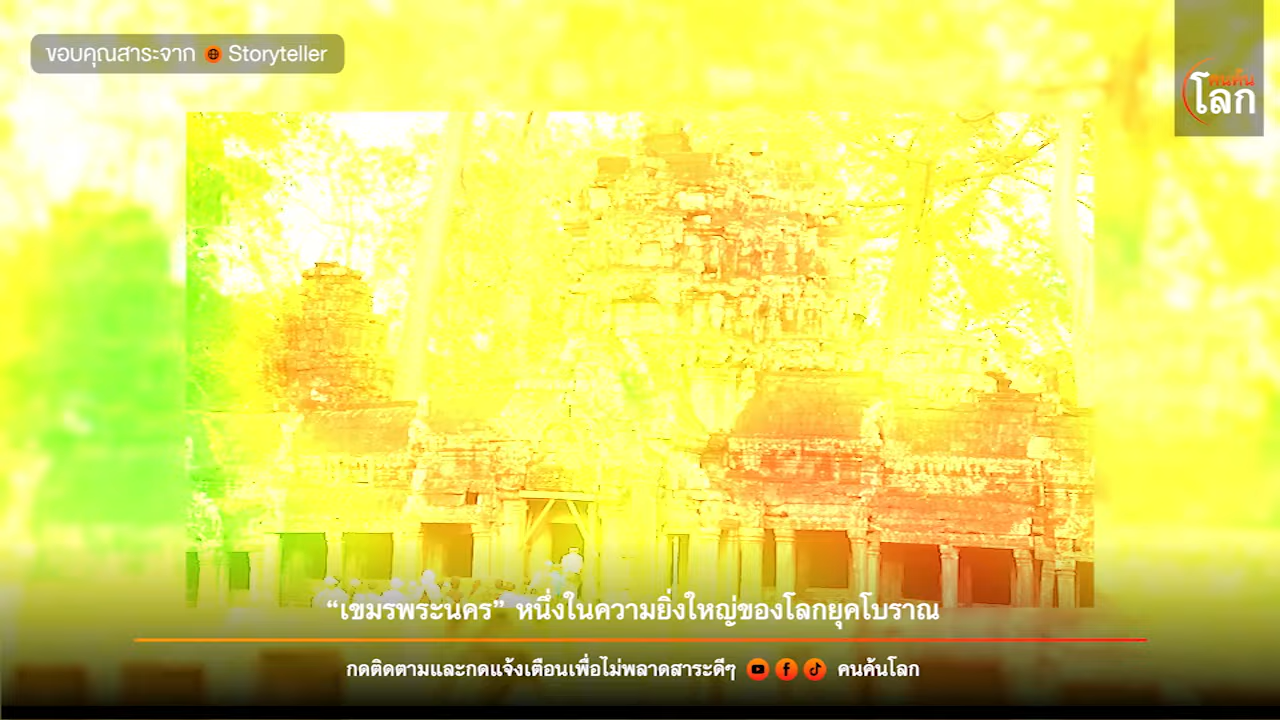 ขอบคุณสาระจาก Storyteller
คนค้น
โลก
“เขมรพระนคร” หนึ่งในความยิ่งใหญ่ของโลกยุคโบราณ
กดติดตามและกดแจ้งเตือนเพื่อไม่พลาดสาระดีๆ คนค้นโลก